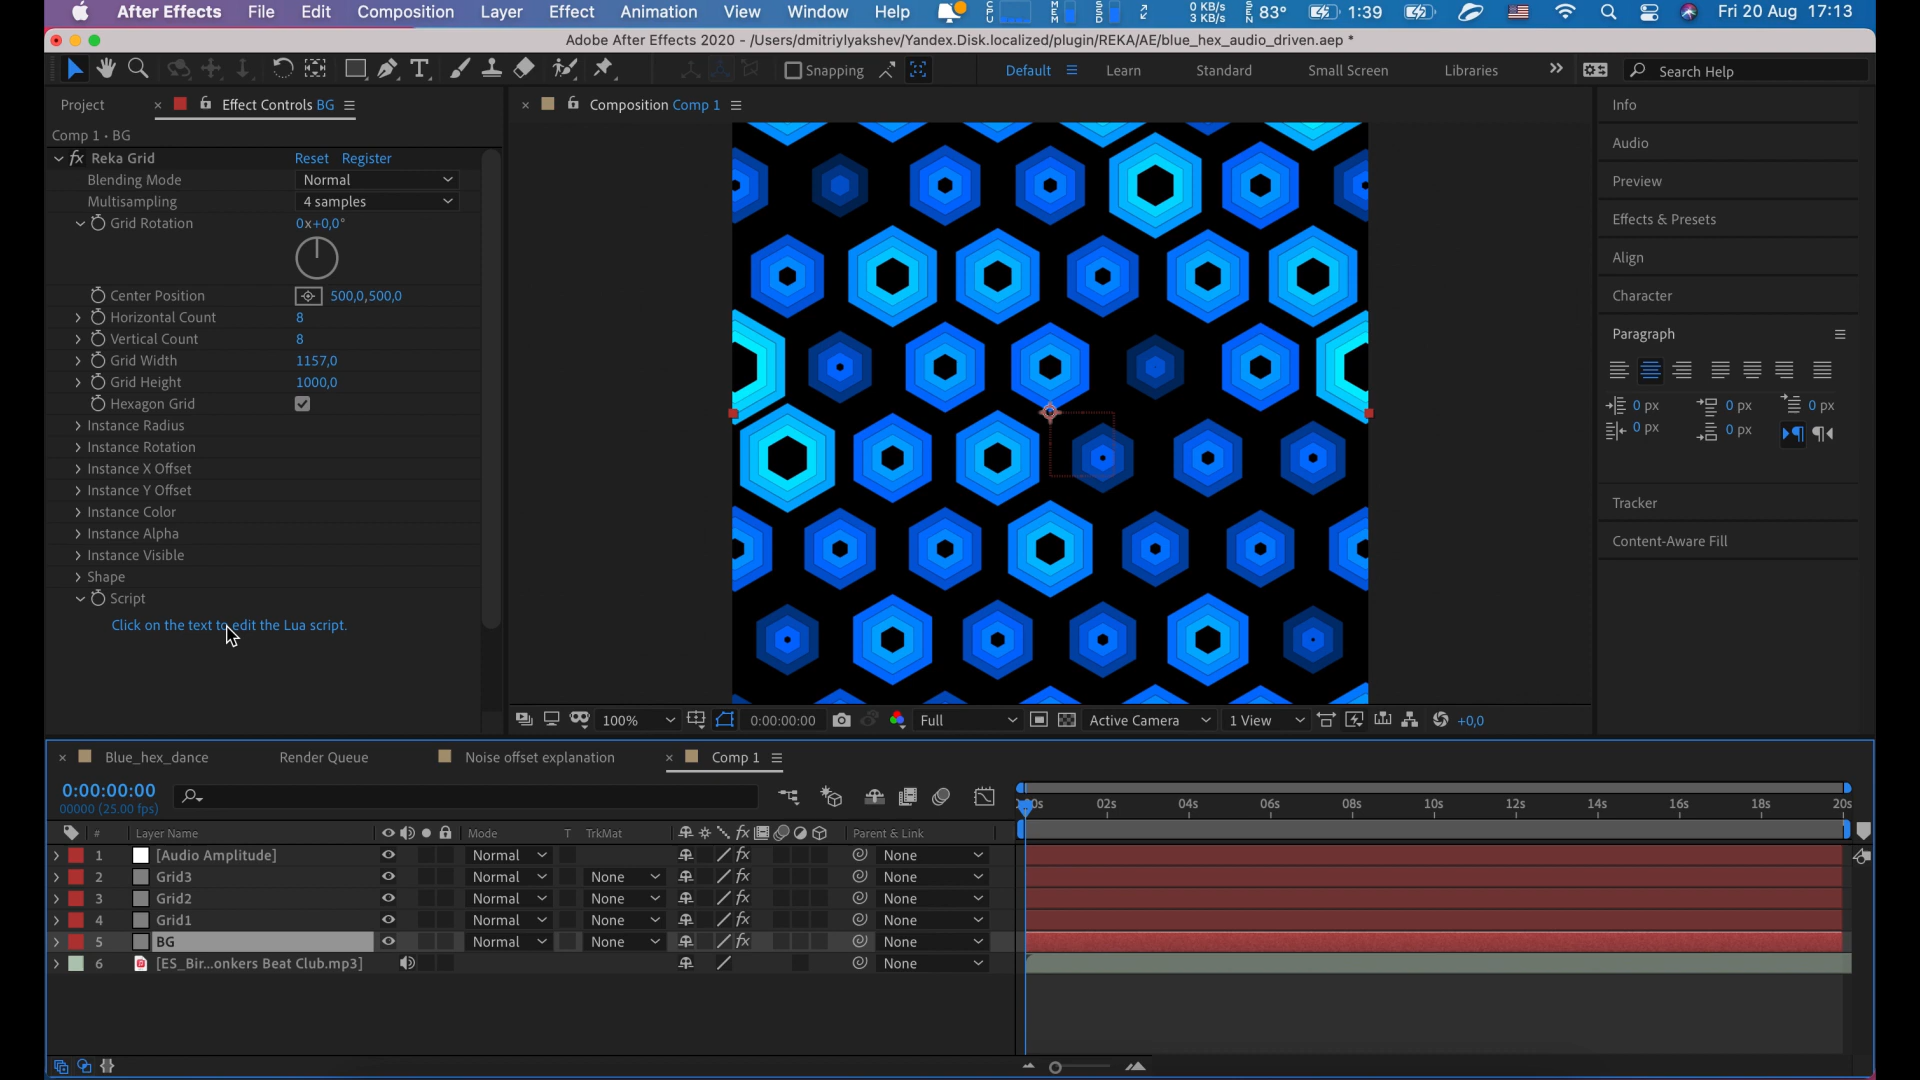 After Effects File Edit Composition Layer Effect Animation View Window Help CPU MEM SSD 0 KB/s 3 KB/s SEN 83° 1:39 Fri 20 Aug 17:13
Adobe After Effects 2020 - /Users/dmitriylyakshev/Yandex.Disk.localized/plugin/REKA/AE/blue_hex_audio_driven.aep *
Snapping Default Learn Standard Small Screen Libraries Search Help
Project Effect Controls BG Composition Comp 1 Info
Comp 1 • BG
Reka Grid Reset Register
Blending Mode Normal
Multisampling 4 samples
Grid Rotation 0x+0,0°
Center Position 500,0,500,0
Horizontal Count 8
Vertical Count 8
Grid Width 1157,0
Grid Height 1000,0
Hexagon Grid
Instance Radius
Instance Rotation
Instance X Offset
Instance Y Offset
Instance Color
Instance Alpha
Instance Visible
Shape
Script
Click on the text to edit the Lua script.
Audio
Preview
Effects & Presets
Align
Character
Paragraph
0 px 0 px 0 px
0 px 0 px
Tracker
Content-Aware Fill
100% 0:00:00:00 Full Active Camera 1 View +0,0
Blue_hex_dance Render Queue Noise offset explanation Comp 1
0:00:00:00
00000 (25.00 fps)
02s 04s 06s 08s 10s 12s 14s 16s 18s 20s
# Layer Name Mode T TrkMat Parent & Link
1 [Audio Amplitude] Normal None
2 Grid3 Normal None None
3 Grid2 Normal None None
4 Grid1 Normal None None
5 BG Normal None None
6 [ES_Bir...onkers Beat Club.mp3] None